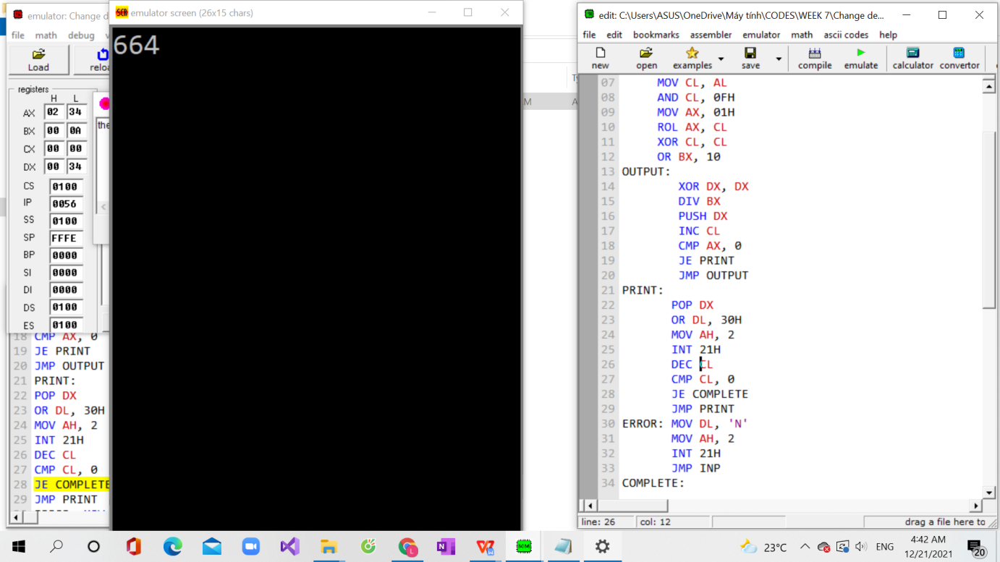 emulator: Change d
file math debug
Load
reloa
registers
H L
AX 02 34
BX 00 0A
CX 00 00
DX 00 34
CS 0100
IP 0056
SS 0100
SP FFFE
BP 0000
SI 0000
DI 0000
DS 0100
ES 0100
the
18 CMP AX, 0
19 JE PRINT
20 JMP OUTPUT
21 PRINT:
22 POP DX
23 OR DL, 30H
24 MOV AH, 2
25 INT 21H
26 DEC CL
27 CMP CL, 0
28 JE COMPLETE
29 JMP PRINT
SCR emulator screen (26x15 chars)
664
Ty
M
A
edit: C:\Users\ASUS\OneDrive\Máy tính\CODES\WEEK 7\Change de...
file edit bookmarks assembler emulator math ascii codes help
new open examples save compile emulate calculator convertor
07 MOV CL, AL
08 AND CL, 0FH
09 MOV AX, 01H
10 ROL AX, CL
11 XOR CL, CL
12 OR BX, 10
13 OUTPUT:
14 XOR DX, DX
15 DIV BX
16 PUSH DX
17 INC CL
18 CMP AX, 0
19 JE PRINT
20 JMP OUTPUT
21 PRINT:
22 POP DX
23 OR DL, 30H
24 MOV AH, 2
25 INT 21H
26 DEC CL
27 CMP CL, 0
28 JE COMPLETE
29 JMP PRINT
30 ERROR: MOV DL, 'N'
31 MOV AH, 2
32 INT 21H
33 JMP INP
34 COMPLETE:
line: 26 col: 12 drag a file here to
23°C ENG 4:42 AM
12/21/2021
20